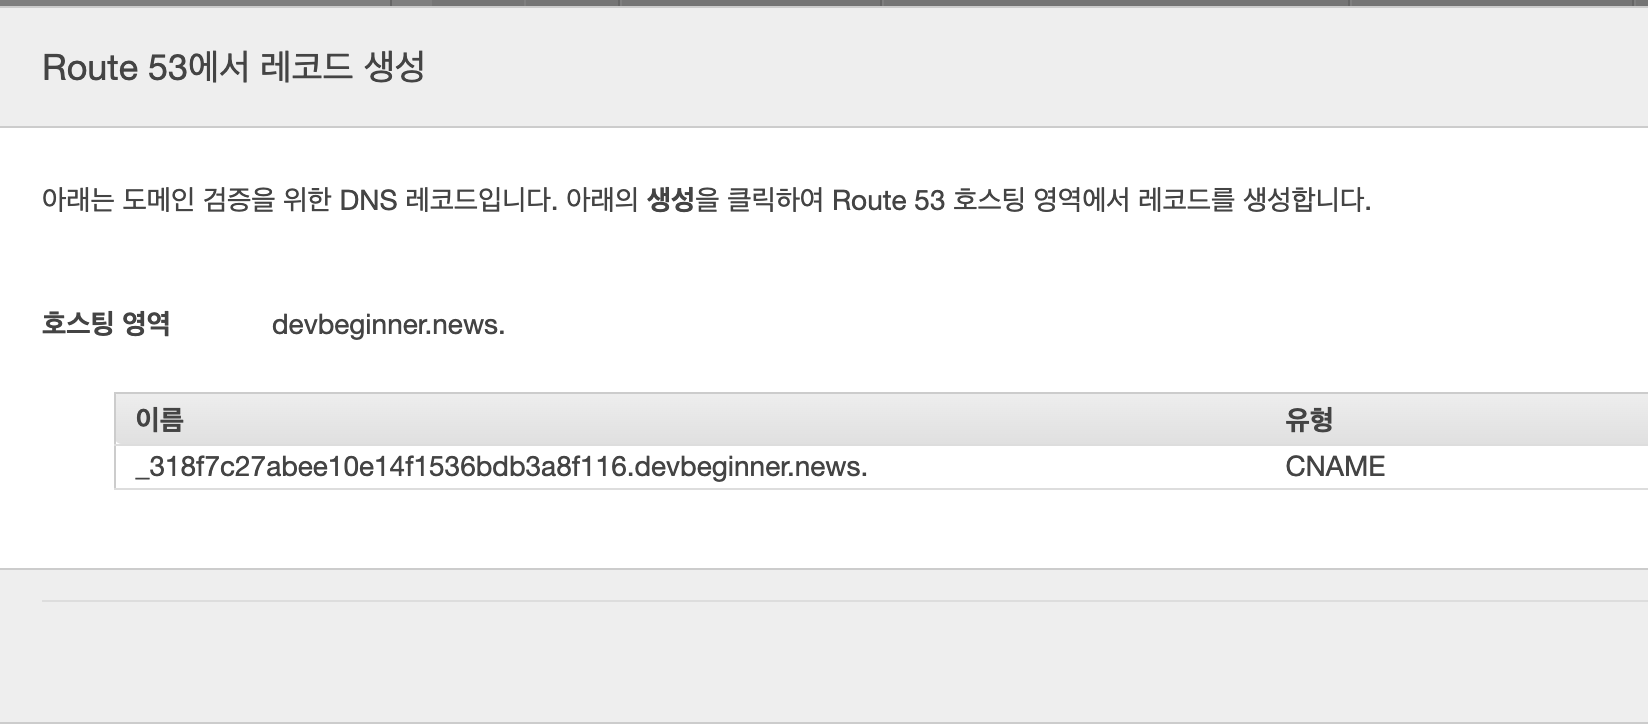 Route 53에서 레코드 생성
아래는 도메인 검증을 위한 DNS 레코드입니다. 아래의 생성을 클릭하여 Route 53 호스팅 영역에서 레코드를 생성합니다.
호스팅 영역 devbeginner.news.
이름 유형
_318f7c27abee10e14f1536bdb3a8f116.devbeginner.news. CNAME